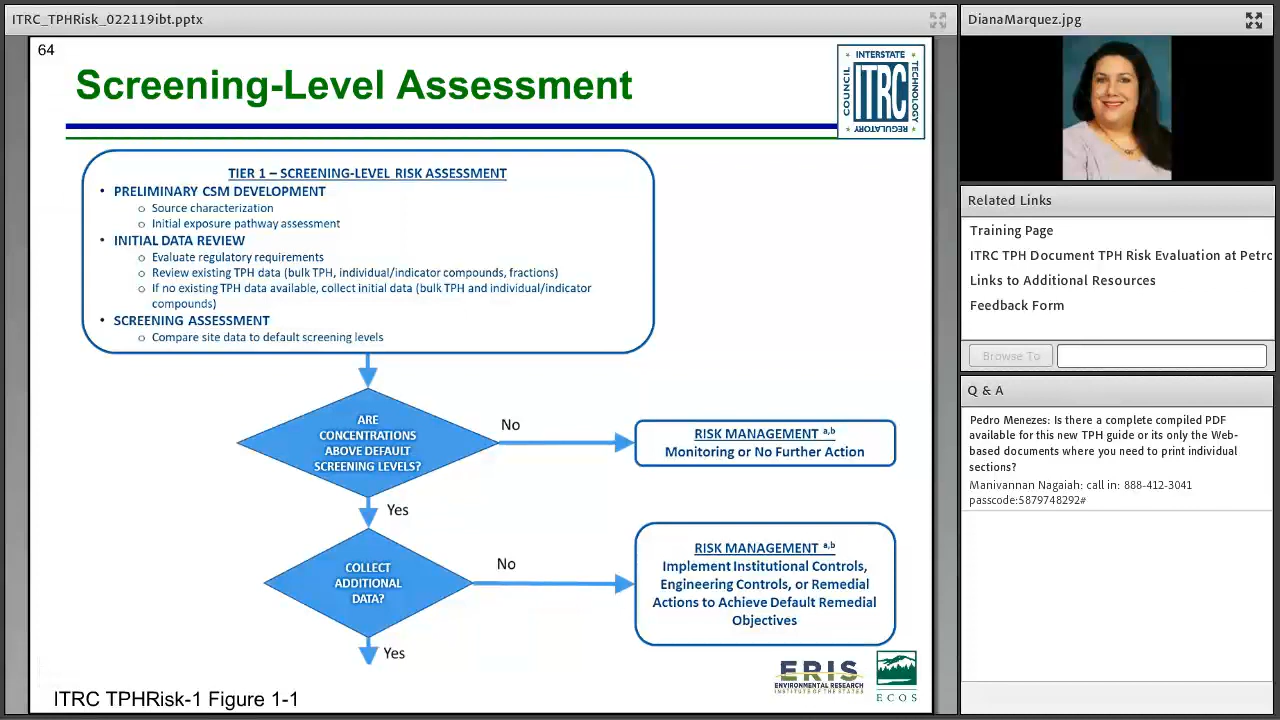 ITRC_TPHRisk_022119ibt.pptx
64
Screening-Level Assessment
INTERSTATE
COUNCIL
ITRC
TECHNOLOGY
REGULATORY
TIER 1 – SCREENING-LEVEL RISK ASSESSMENT
• PRELIMINARY CSM DEVELOPMENT
o Source characterization
o Initial exposure pathway assessment
• INITIAL DATA REVIEW
o Evaluate regulatory requirements
o Review existing TPH data (bulk TPH, individual/indicator compounds, fractions)
o If no existing TPH data available, collect initial data (bulk TPH and individual/indicator
compounds)
• SCREENING ASSESSMENT
o Compare site data to default screening levels
ARE
CONCENTRATIONS
ABOVE DEFAULT
SCREENING LEVELS?
No
RISK MANAGEMENT a,b
Monitoring or No Further Action
Yes
COLLECT
ADDITIONAL
DATA?
No
RISK MANAGEMENT a,b
Implement Institutional Controls,
Engineering Controls, or Remedial
Actions to Achieve Default Remedial
Objectives
Yes
ITRC TPHRisk-1 Figure 1-1
ERIS
ENVIRONMENTAL RESEARCH
INSTITUTE OF THE STATES
ECOS
DianaMarquez.jpg
Related Links
Training Page
ITRC TPH Document TPH Risk Evaluation at Petrc
Links to Additional Resources
Feedback Form
Browse To
Q & A
Pedro Menezes: Is there a complete compiled PDF
available for this new TPH guide or its only the Web-
based documents where you need to print individual
sections?
Manivannan Nagaiah: call in: 888-412-3041
passcode:5879748292#